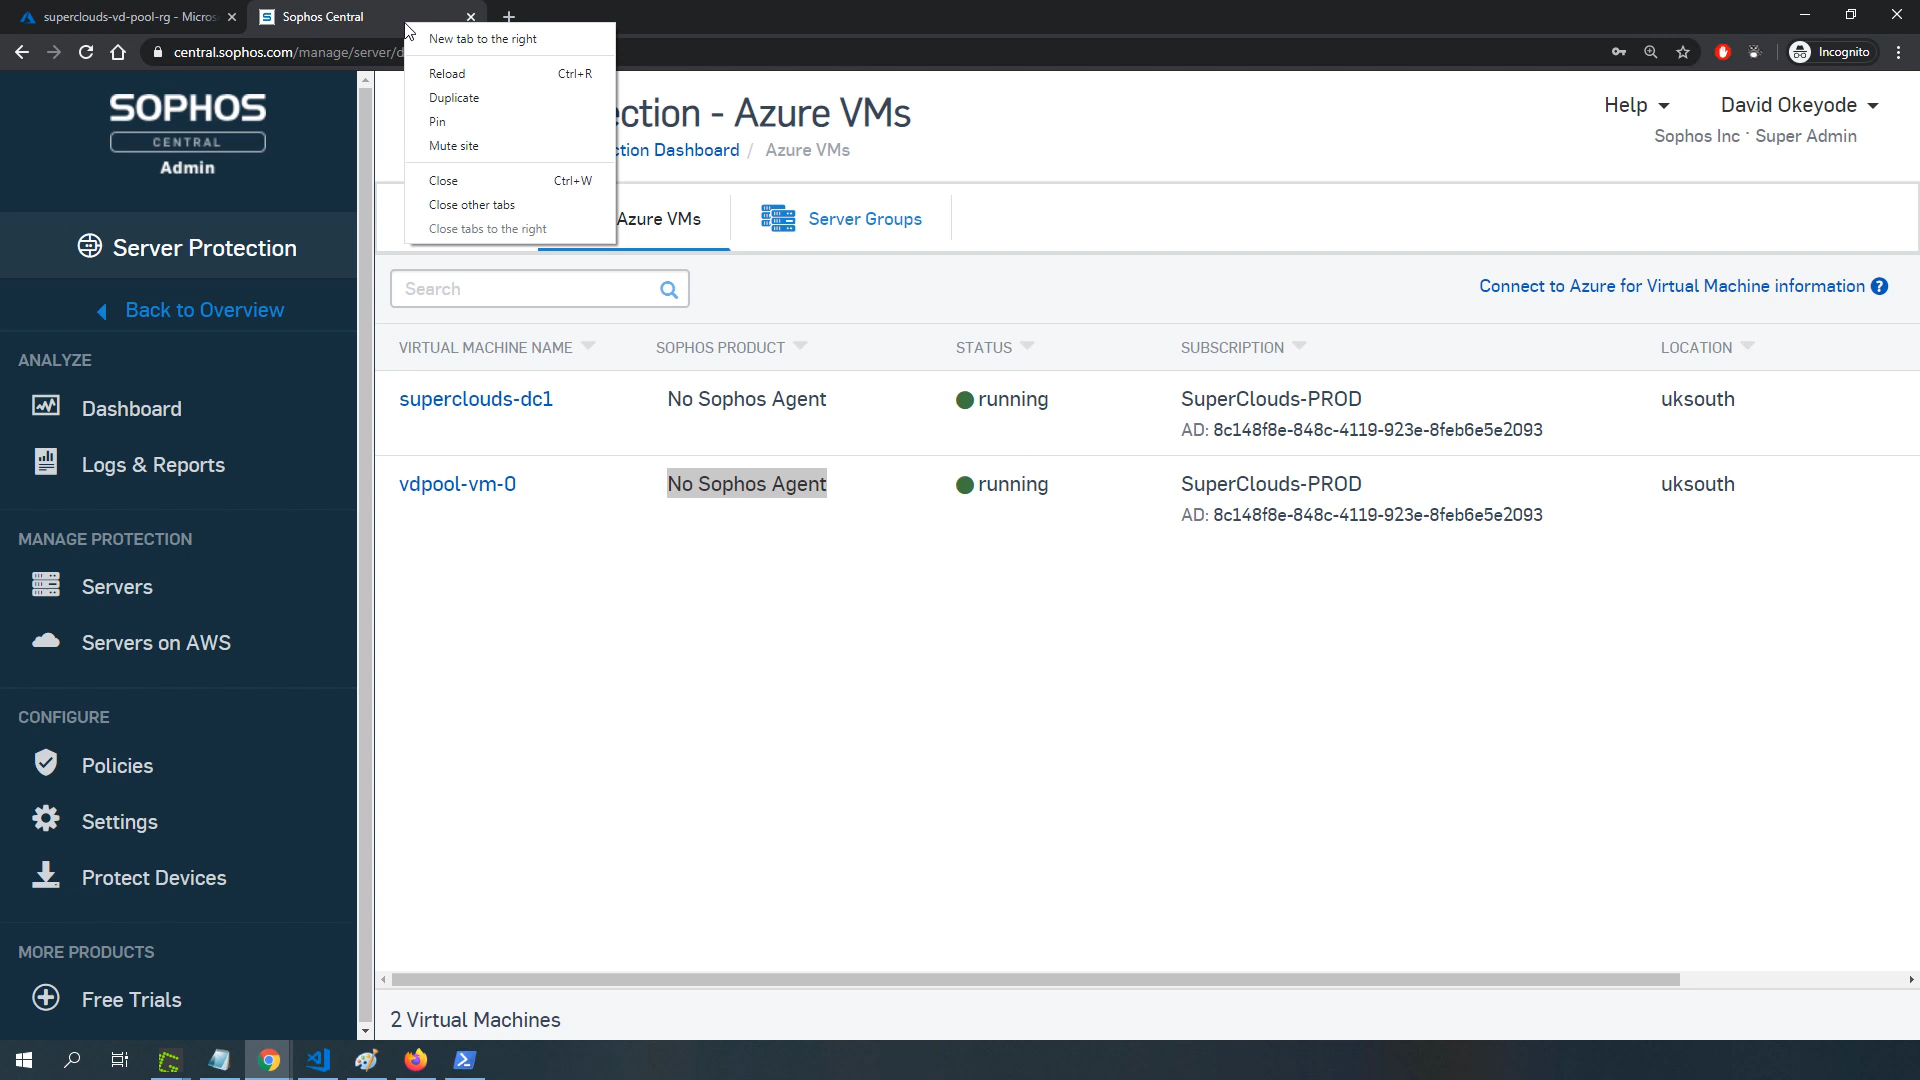 superclouds-vd-pool-rg - Micros
Sophos Central
central.sophos.com/manage/server/d
Incognito
New tab to the right
Reload Ctrl+R
Duplicate
Pin
Mute site
Close Ctrl+W
Close other tabs
Close tabs to the right
SOPHOS
CENTRAL
Admin
Server Protection
Back to Overview
ANALYZE
Dashboard
Logs & Reports
MANAGE PROTECTION
Servers
Servers on AWS
CONFIGURE
Policies
Settings
Protect Devices
MORE PRODUCTS
Free Trials
ection - Azure VMs
ction Dashboard / Azure VMs
Help
David Okeyode
Sophos Inc · Super Admin
Azure VMs
Server Groups
Search
Connect to Azure for Virtual Machine information ?
VIRTUAL MACHINE NAME SOPHOS PRODUCT STATUS SUBSCRIPTION LOCATION
superclouds-dc1 No Sophos Agent running SuperClouds-PROD uksouth
AD: 8c148f8e-848c-4119-923e-8feb6e5e2093
vdpool-vm-0 No Sophos Agent running SuperClouds-PROD uksouth
AD: 8c148f8e-848c-4119-923e-8feb6e5e2093
2 Virtual Machines